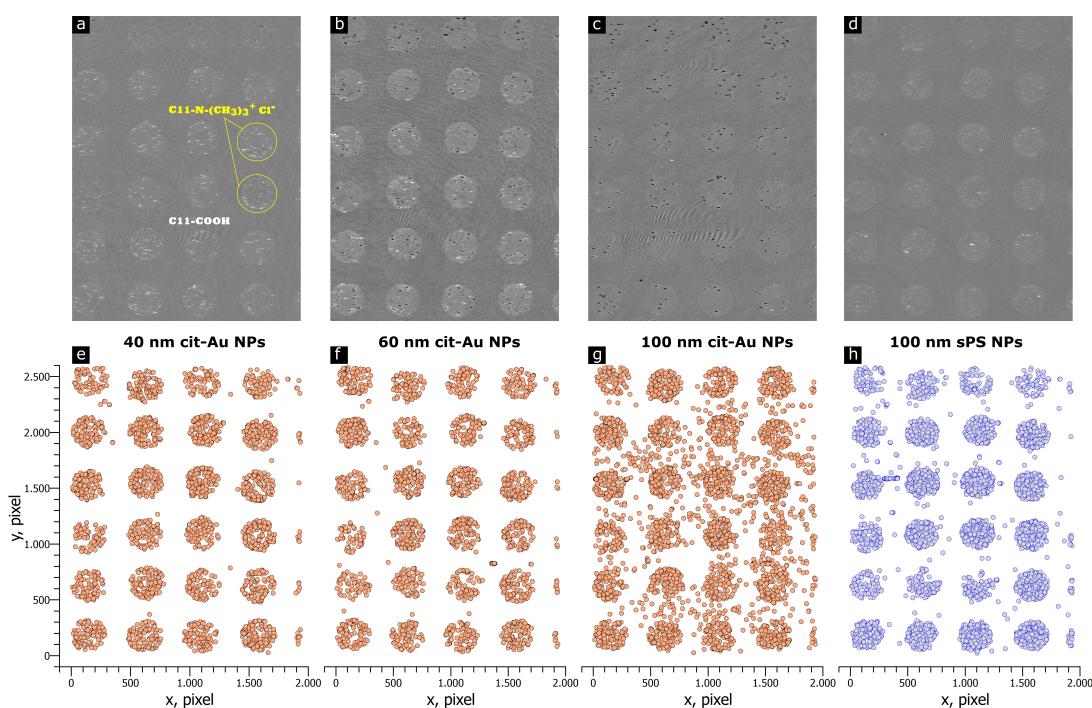 a
b
c
d
C11-N-(CH3)3+ Cl-
C11-COOH
40 nm cit-Au NPs
60 nm cit-Au NPs
100 nm cit-Au NPs
100 nm sPS NPs
e
f
g
h
2.500
2.000
1.500
1.000
500
0
y, pixel
0 500 1.000 1.500 2.000
0 500 1.000 1.500 2.000
0 500 1.000 1.500 2.000
0 500 1.000 1.500 2.000
x, pixel
x, pixel
x, pixel
x, pixel